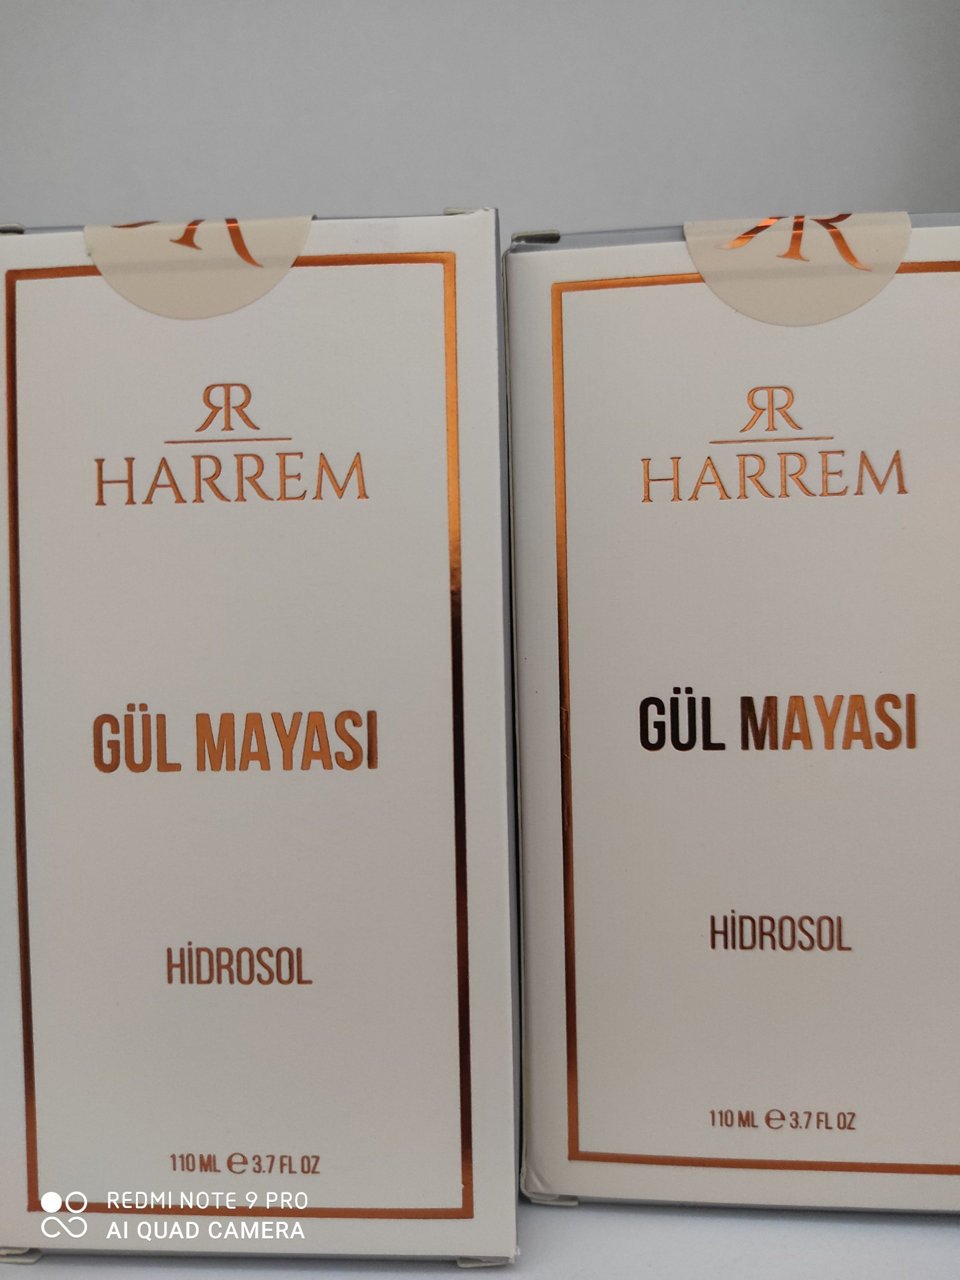 HARREM
GÜL MAYASI
HİDROSOL
110 ML ℮ 3.7 FL OZ
HARREM
GÜL MAYASI
HİDROSOL
110 ML ℮ 3.7 FL OZ
REDMI NOTE 9 PRO
AI QUAD CAMERA